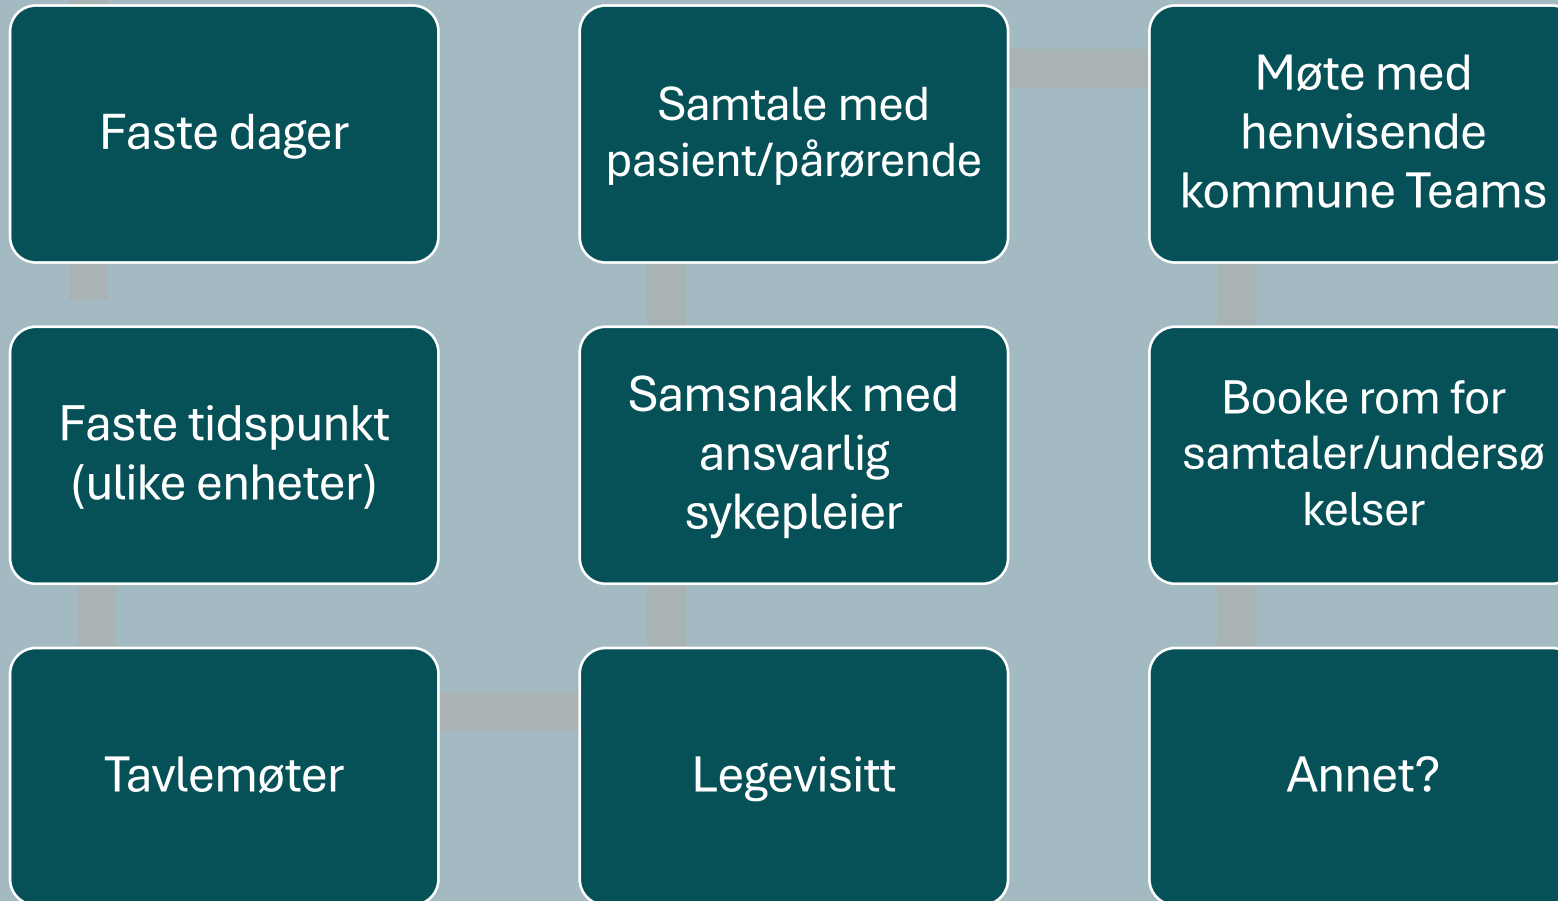 Faste dager
Faste tidspunkt
(ulike enheter)
Tavlemøter
Legevisitt
Samsnakk med
ansvarlig
sykepleier
Samtale med
pasient/pårørende
Møte med
henvisende
kommune Teams
Booke rom for
samtaler/undersø
kelser
Annet?